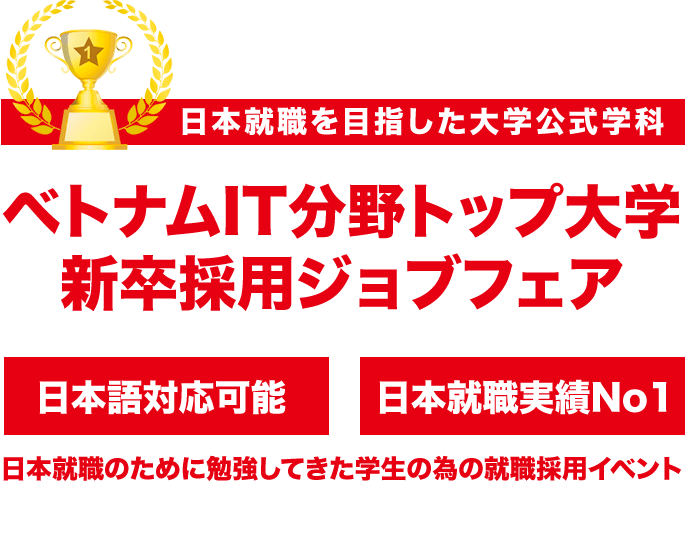 1
日本就職を目指した大学公式学科
ベトナムIT分野トップ大学
新卒採用ジョブフェア
日本語対応可能
日本就職実績No1
日本就職のために勉強してきた学生の為の就職採用イベント